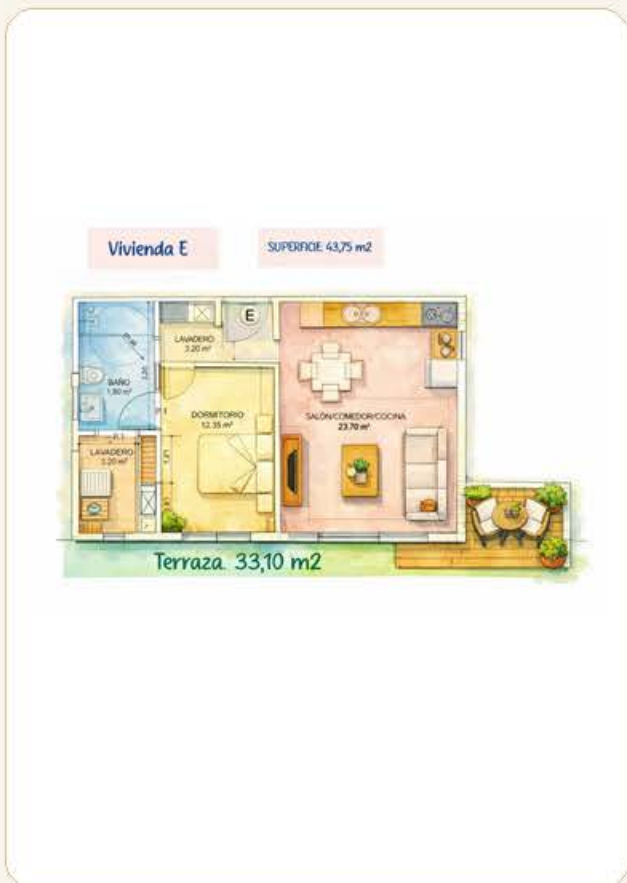 Vivienda E
SUPERFICIE 43,75 m2
E
LAVADERO
3.20 m²
BAÑO
1,80 m²
DORMITORIO
12.35 m²
SALÓN/COMEDOR/COCINA
23.70 m²
LAVADERO
3.20 m²
Terraza 33,10 m2